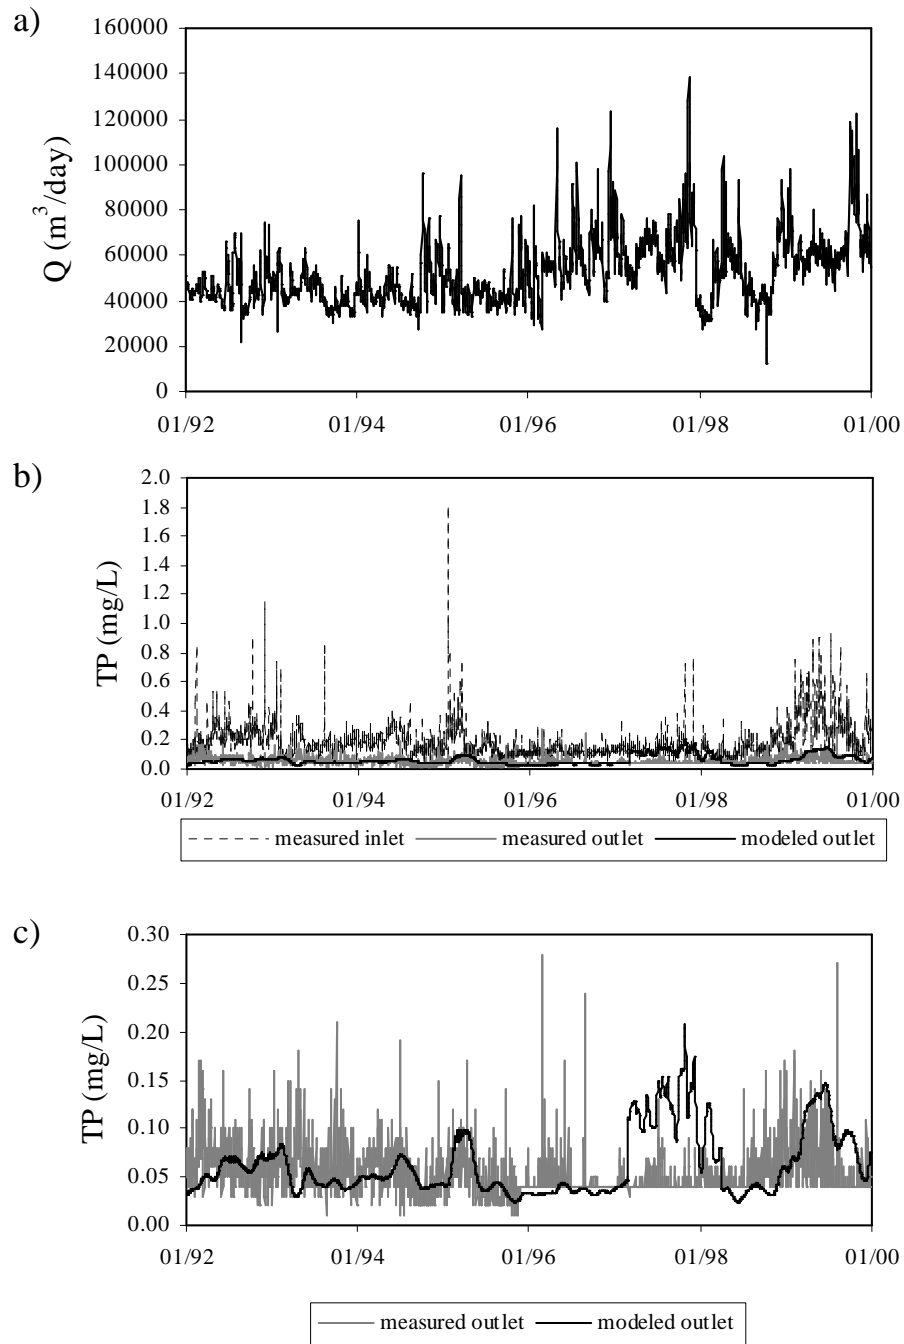 a)
Q (m³/day)
160000
140000
120000
100000
80000
60000
40000
20000
0
01/92 01/94 01/96 01/98 01/00
b)
TP (mg/L)
2.0
1.8
1.6
1.4
1.2
1.0
0.8
0.6
0.4
0.2
0.0
01/92 01/94 01/96 01/98 01/00
measured inlet measured outlet modeled outlet
c)
TP (mg/L)
0.30
0.25
0.20
0.15
0.10
0.05
0.00
01/92 01/94 01/96 01/98 01/00
measured outlet modeled outlet